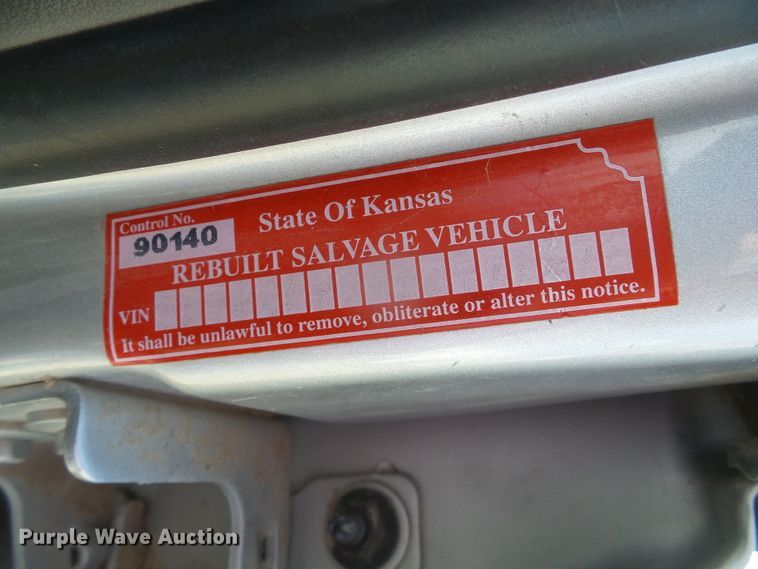 Control No.
90140
State Of Kansas
REBUILT SALVAGE VEHICLE
VIN
It shall be unlawful to remove, obliterate or alter this notice.
Purple Wave Auction